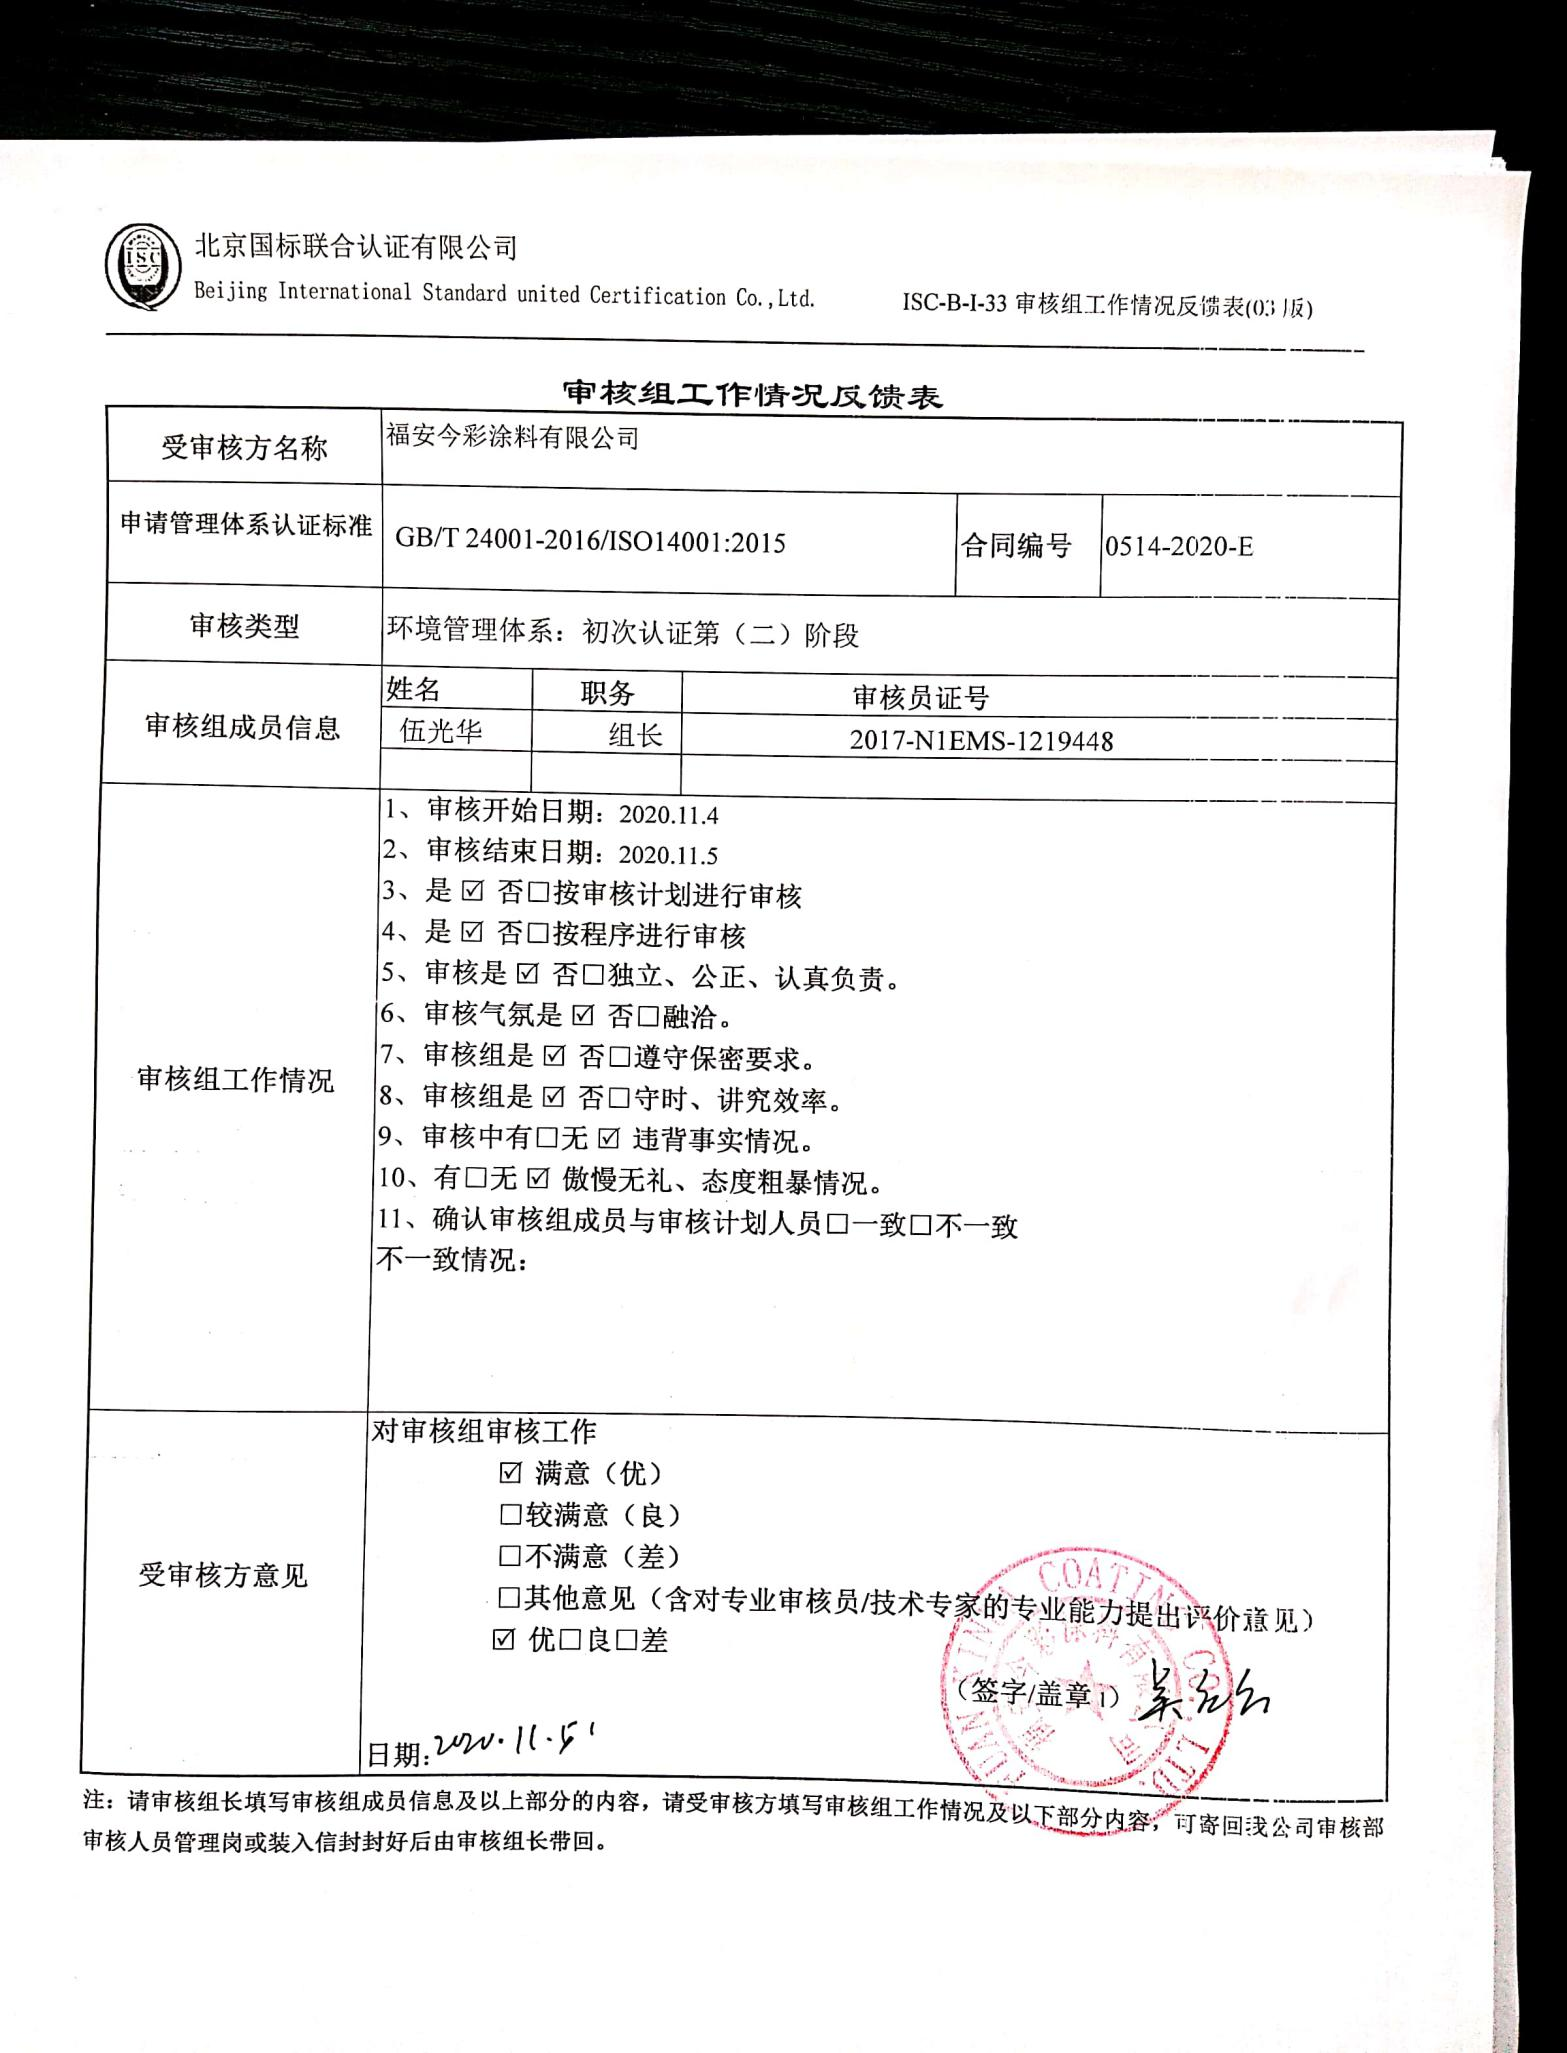 ISC
北京国标联合认证有限公司
Beijing International Standard united Certification Co.,Ltd.
ISC-B-I-33 审核组工作情况反馈表(03版)
审核组工作情况反馈表
受审核方名称
福安今彩涂料有限公司
申请管理体系认证标准
GB/T 24001-2016/ISO14001:2015
合同编号
0514-2020-E
审核类型
环境管理体系：初次认证第（二）阶段
审核组成员信息
姓名 职务 审核员证号
伍光华 组长 2017-N1EMS-1219448
审核组工作情况
1、审核开始日期：2020.11.4
2、审核结束日期：2020.11.5
3、是 ☑ 否□按审核计划进行审核
4、是 ☑ 否□按程序进行审核
5、审核是 ☑ 否□独立、公正、认真负责。
6、审核气氛是 ☑ 否□融洽。
7、审核组是 ☑ 否□遵守保密要求。
8、审核组是 ☑ 否□守时、讲究效率。
9、审核中有□无 ☑ 违背事实情况。
10、有□无 ☑ 傲慢无礼、态度粗暴情况。
11、确认审核组成员与审核计划人员□一致□不一致
不一致情况：
受审核方意见
对审核组审核工作
☑ 满意（优）
□较满意（良）
□不满意（差）
□其他意见（含对专业审核员/技术专家的专业能力提出评价意见）
☑ 优□良□差
（签字/盖章）
日期：2020.11.5
COATING CO., LTD.
注：请审核组长填写审核组成员信息及以上部分的内容，请受审核方填写审核组工作情况及以下部分内容，可寄回我公司审核部
审核人员管理岗或装入信封封好后由审核组长带回。